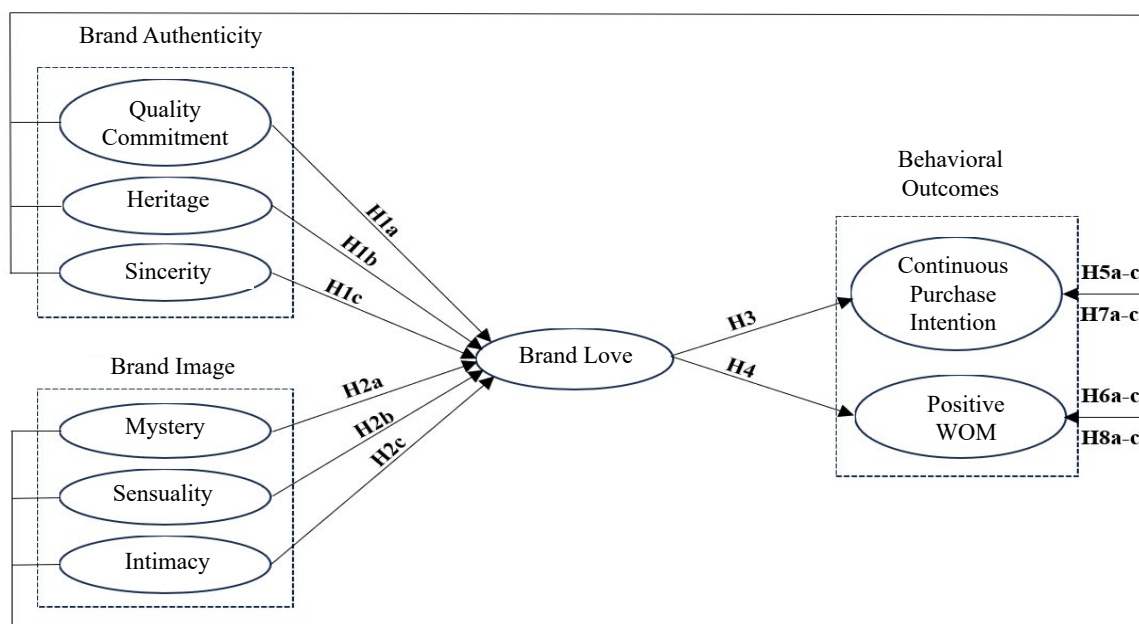 Brand Authenticity
Quality
Commitment
Heritage
Sincerity
H1a
H1b
H1c
Brand Image
Mystery
Sensuality
Intimacy
H2a
H2b
H2c
Brand Love
H3
H4
Behavioral
Outcomes
Continuous
Purchase
Intention
Positive
WOM
H5a-c
H7a-c
H6a-c
H8a-c